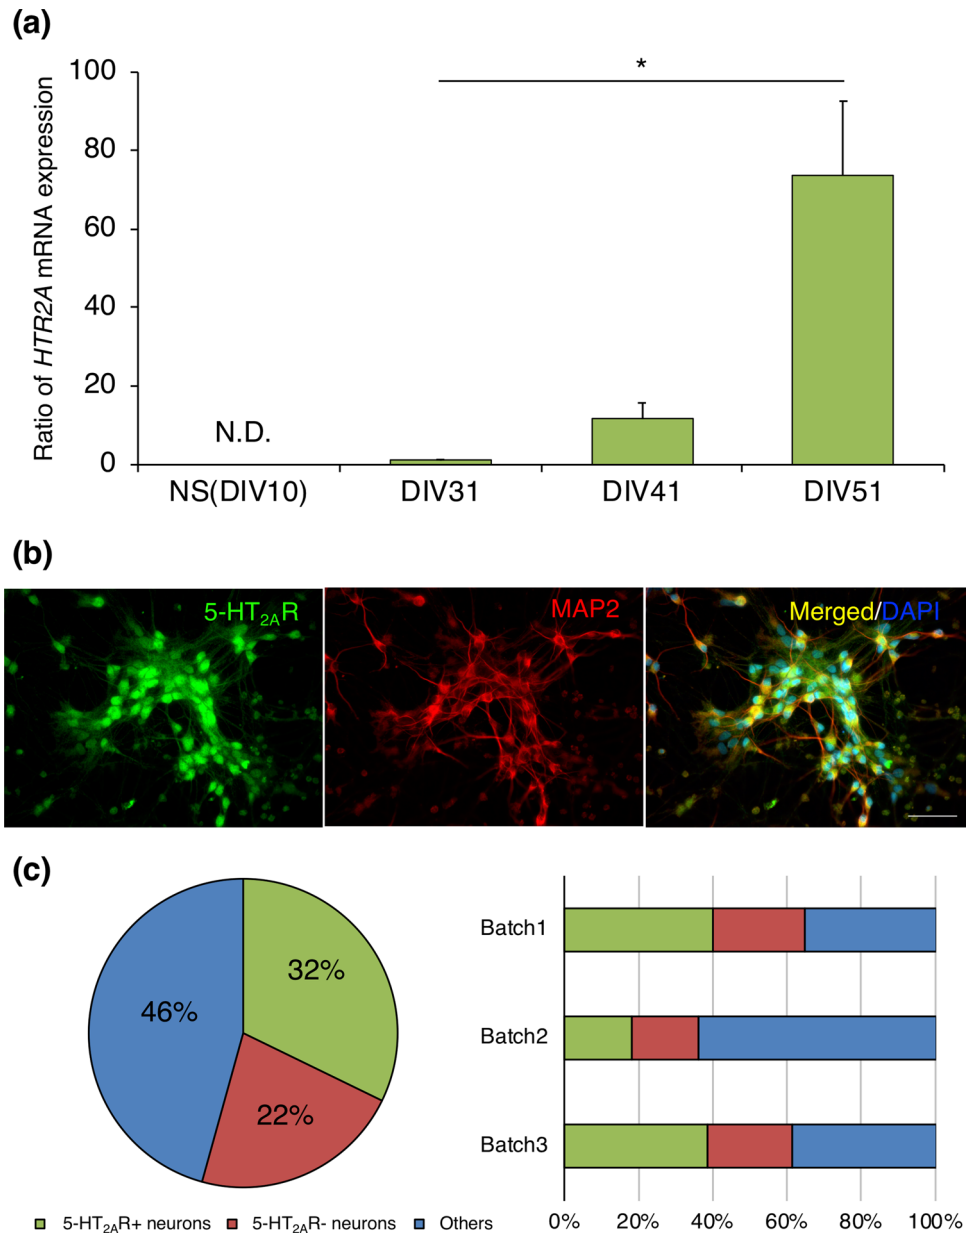 (a)
Ratio of HTR2A mRNA expression
100
80
60
40
20
0
*
N.D.
NS(DIV10) DIV31 DIV41 DIV51
(b)
5-HT2AR
MAP2
Merged/DAPI
(c)
32%
46%
22%
5-HT2AR+ neurons 5-HT2AR- neurons Others
Batch1
Batch2
Batch3
0% 20% 40% 60% 80% 100%